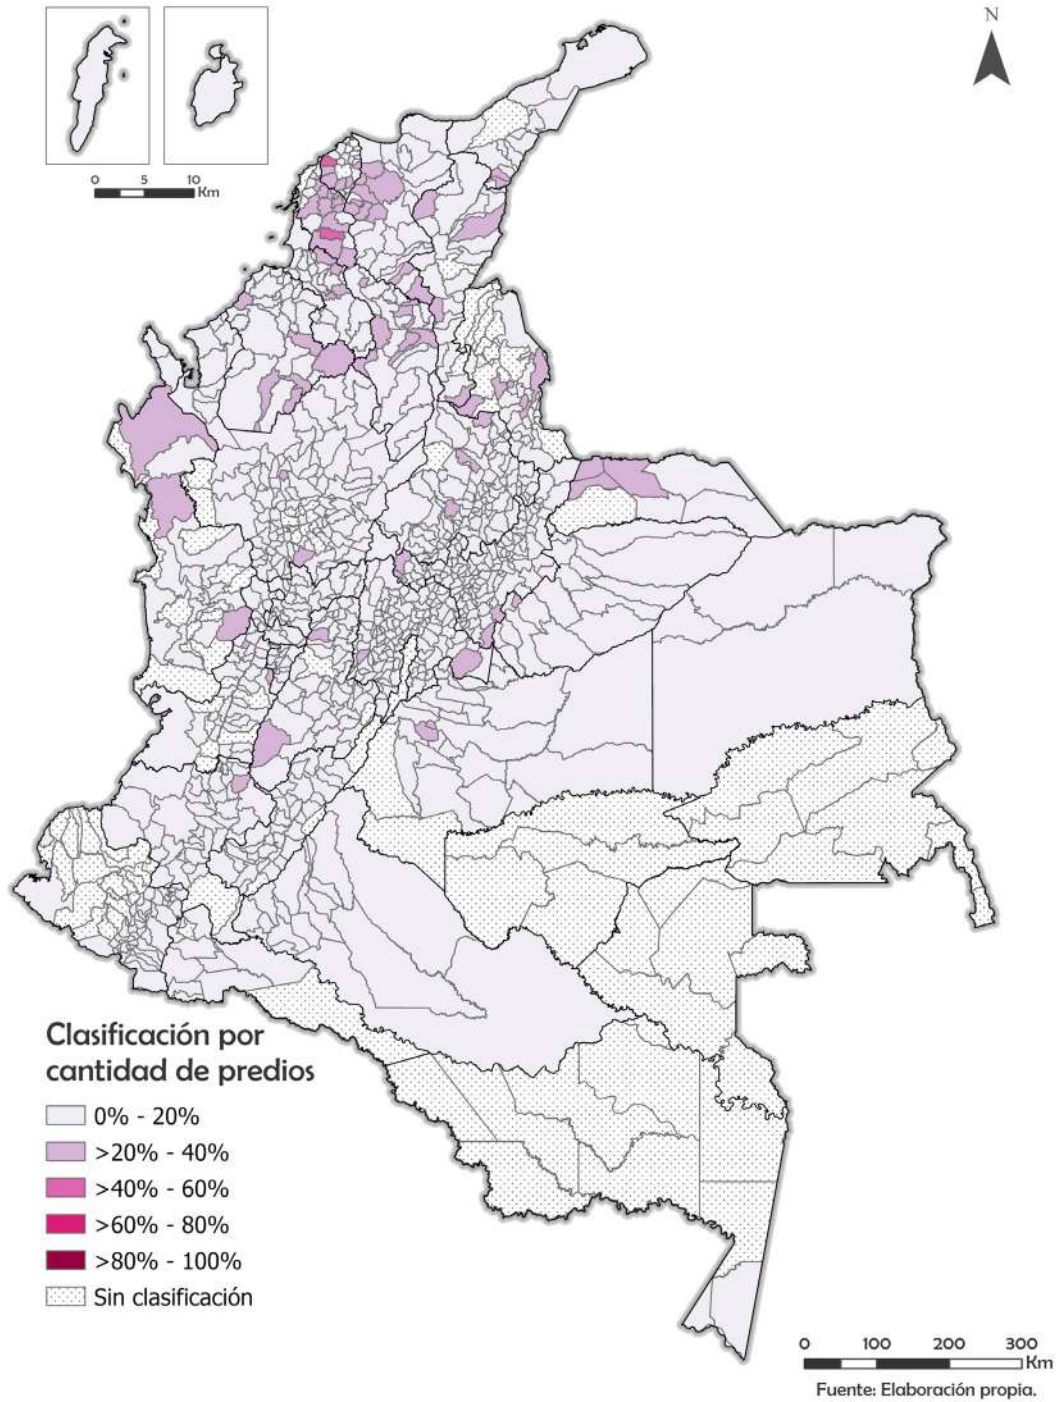 N
0 5 10
Km
Clasificación por
cantidad de predios
0% - 20%
>20% - 40%
>40% - 60%
>60% - 80%
>80% - 100%
Sin clasificación
0 100 200 300
Km
Fuente: Elaboración propia.